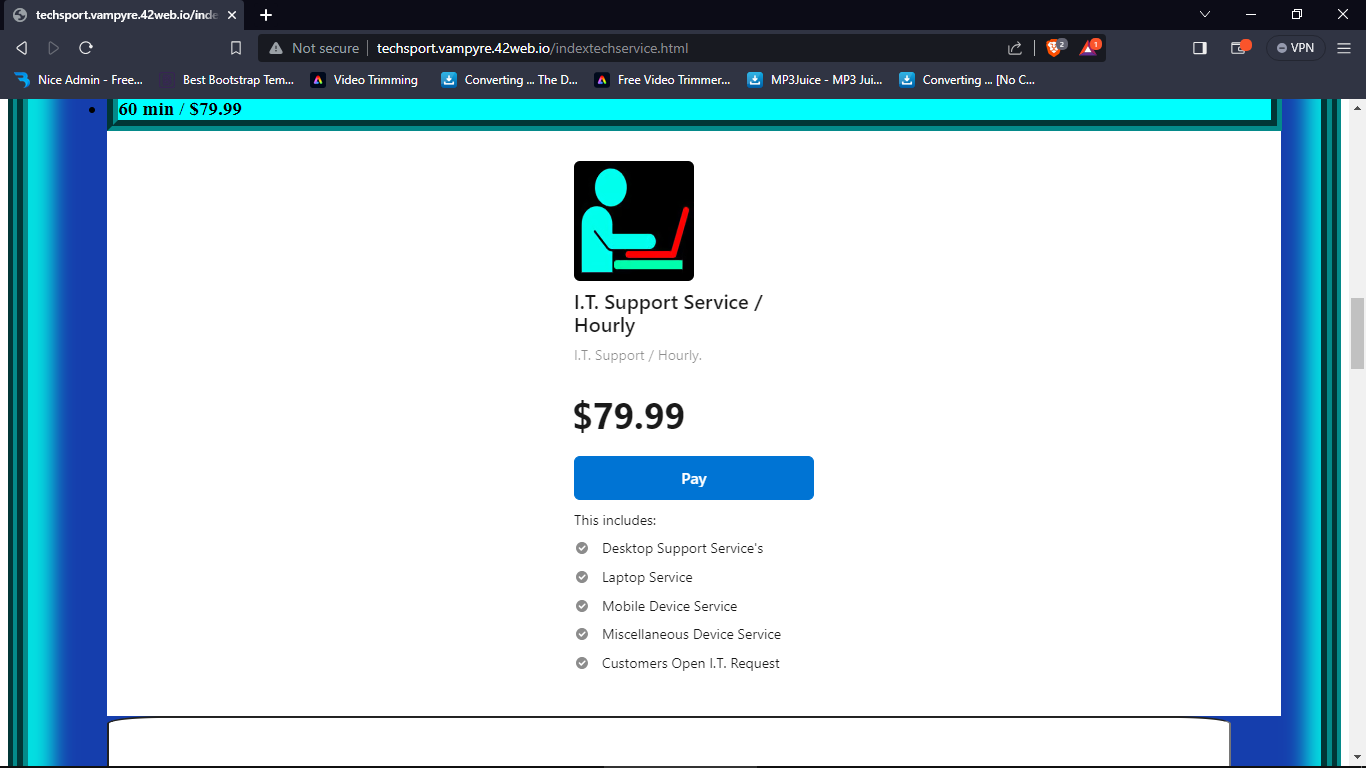 techsport.vampyre.42web.io/inde
Not secure
techsport.vampyre.42web.io/indextechservice.html
2
1
VPN
Nice Admin - Free...
Best Bootstrap Tem...
Video Trimming
Converting ... The D...
Free Video Trimmer...
MP3Juice - MP3 Jui...
Converting ... [No C...
60 min / $79.99
I.T. Support Service /
Hourly
I.T. Support / Hourly.
$79.99
Pay
This includes:
Desktop Support Service's
Laptop Service
Mobile Device Service
Miscellaneous Device Service
Customers Open I.T. Request